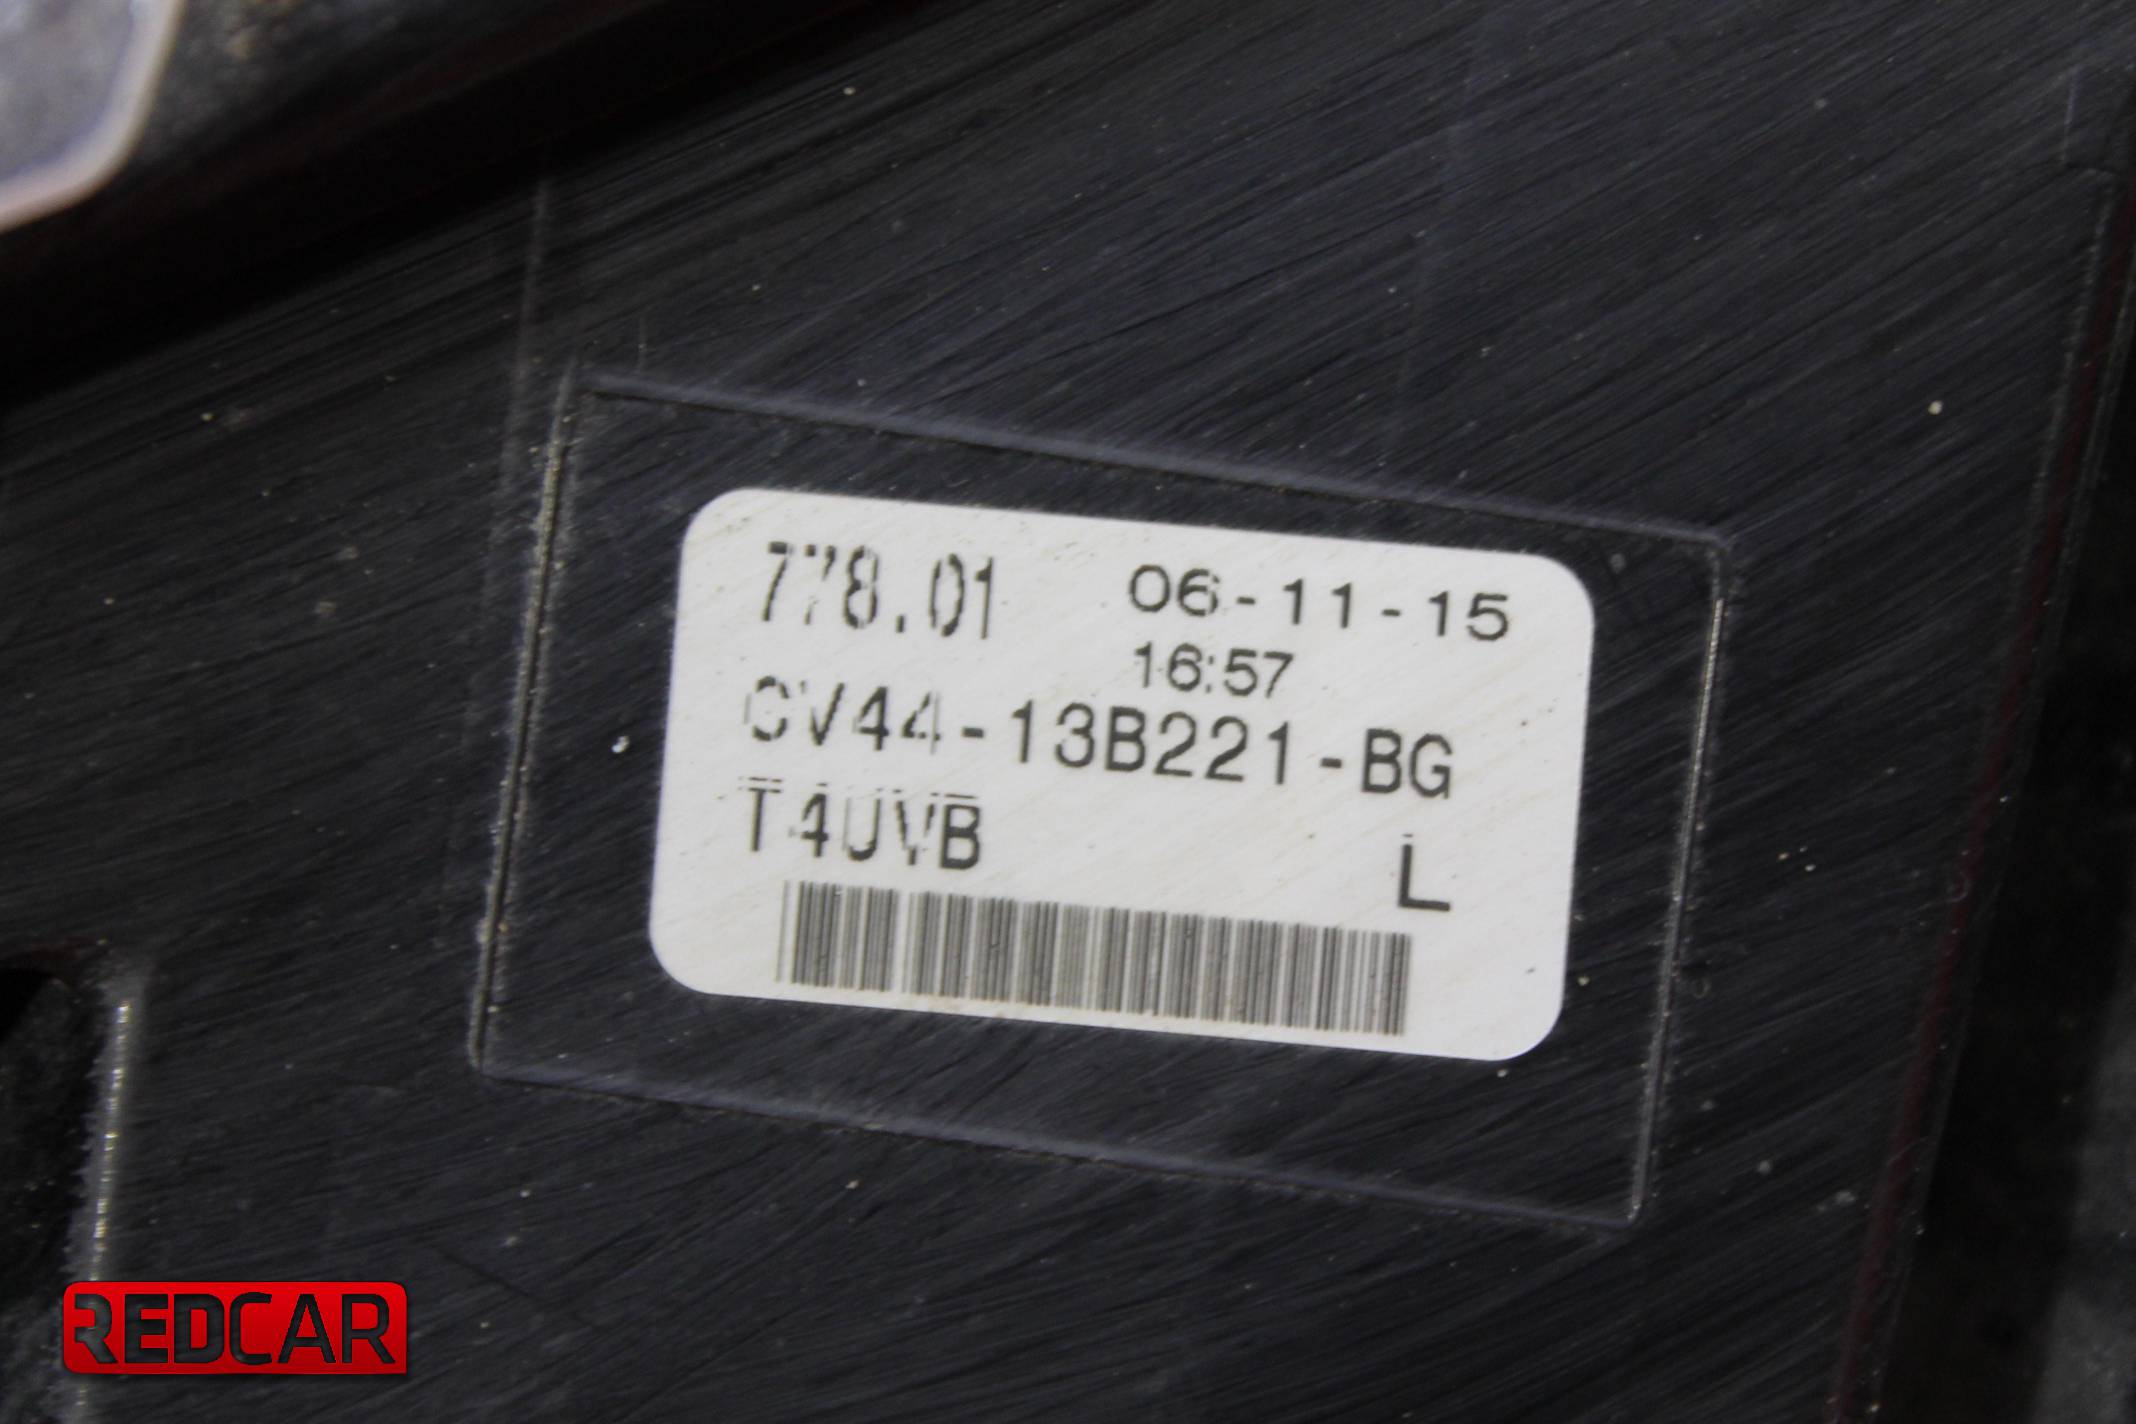 778.01 06-11-15
16:57
CV44-13B221-BG
T4UVB
L
REDCAR